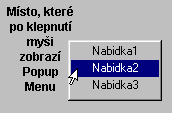 Místo, které
po klepnutí
myši
zobrazí
Popup
Menu
Nabidka1
Nabidka2
Nabidka3